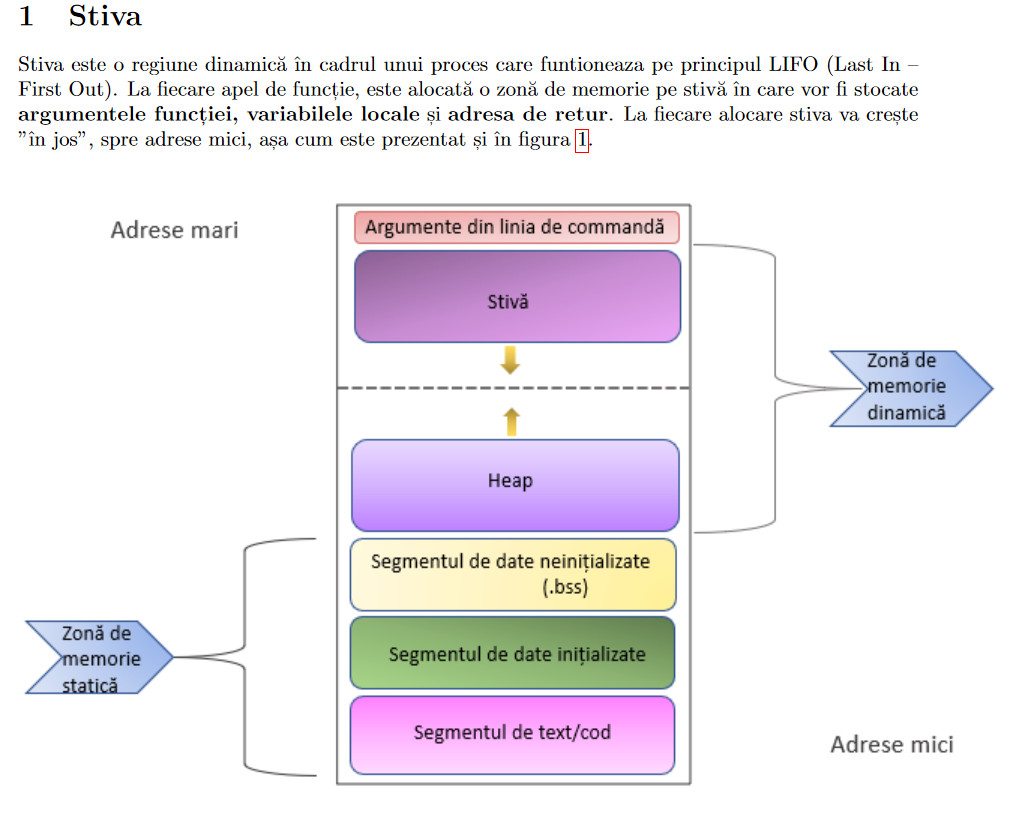 1 Stiva
Stiva este o regiune dinamică în cadrul unui proces care funtioneaza pe principul LIFO (Last In –
First Out). La fiecare apel de funcție, este alocată o zonă de memorie pe stivă în care vor fi stocate
argumentele funcției, variabilele locale și adresa de retur. La fiecare alocare stiva va crește
”în jos”, spre adrese mici, așa cum este prezentat și în figura 1.
Adrese mari
Argumente din linia de commandă
Stivă
Zonă de
memorie
dinamică
Heap
Segmentul de date neinițializate
(.bss)
Zonă de
memorie
statică
Segmentul de date inițializate
Segmentul de text/cod
Adrese mici